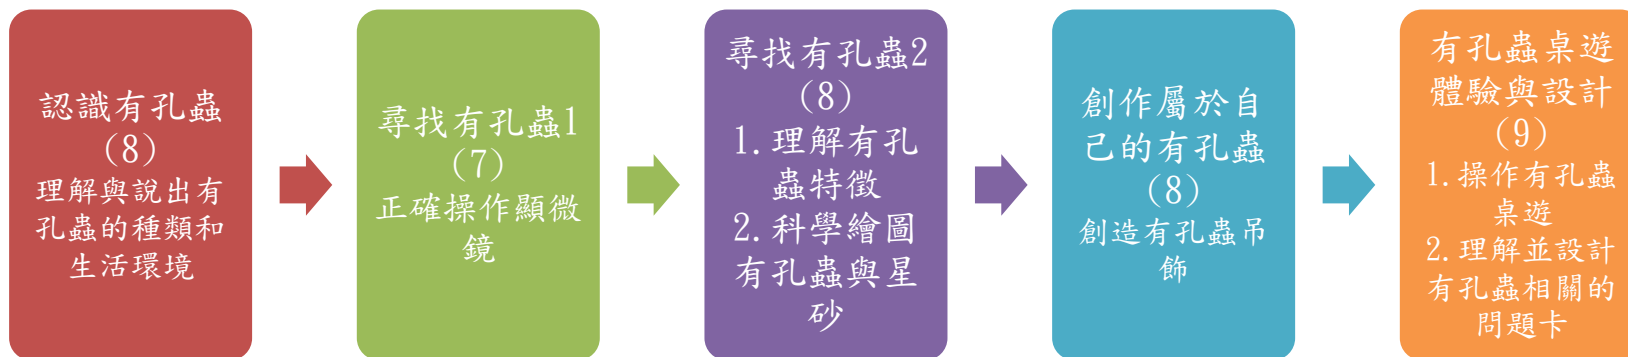 認識有孔蟲
(8)
理解與說出有
孔蟲的種類和
生活環境
尋找有孔蟲1
(7)
正確操作顯微
鏡
尋找有孔蟲2
(8)
1.理解有孔
蟲特徵
2.科學繪圖
有孔蟲與星
砂
創作屬於自
己的有孔蟲
(8)
創造有孔蟲吊
飾
有孔蟲桌遊
體驗與設計
(9)
1.操作有孔蟲
桌遊
2.理解並設計
有孔蟲相關的
問題卡